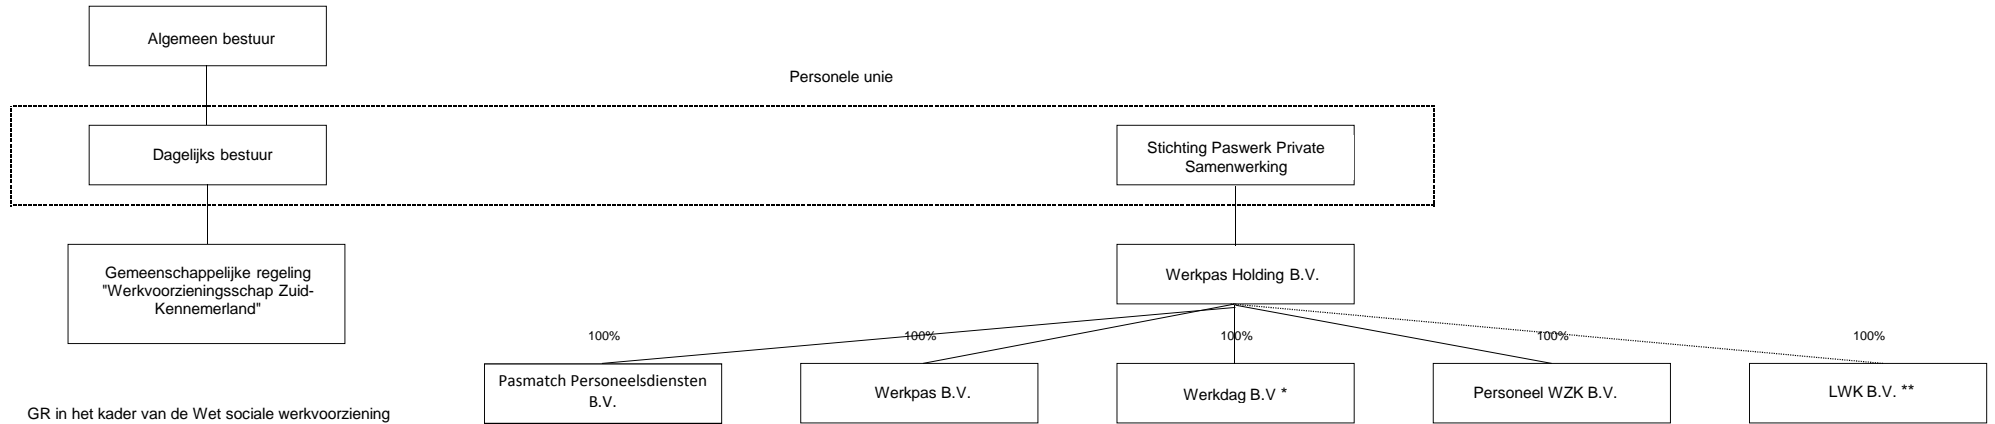 Algemeen bestuur
Personele unie
Dagelijks bestuur
Stichting Paswerk Private
Samenwerking
Gemeenschappelijke regeling
"Werkvoorzieningsschap Zuid-
Kennemerland"
Werkpas Holding B.V.
100%
100%
100%
100%
100%
Pasmatch Personeelsdiensten
B.V.
Werkpas B.V.
Werkdag B.V *
Personeel WZK B.V.
LWK B.V. **
GR in het kader van de Wet sociale werkvoorziening